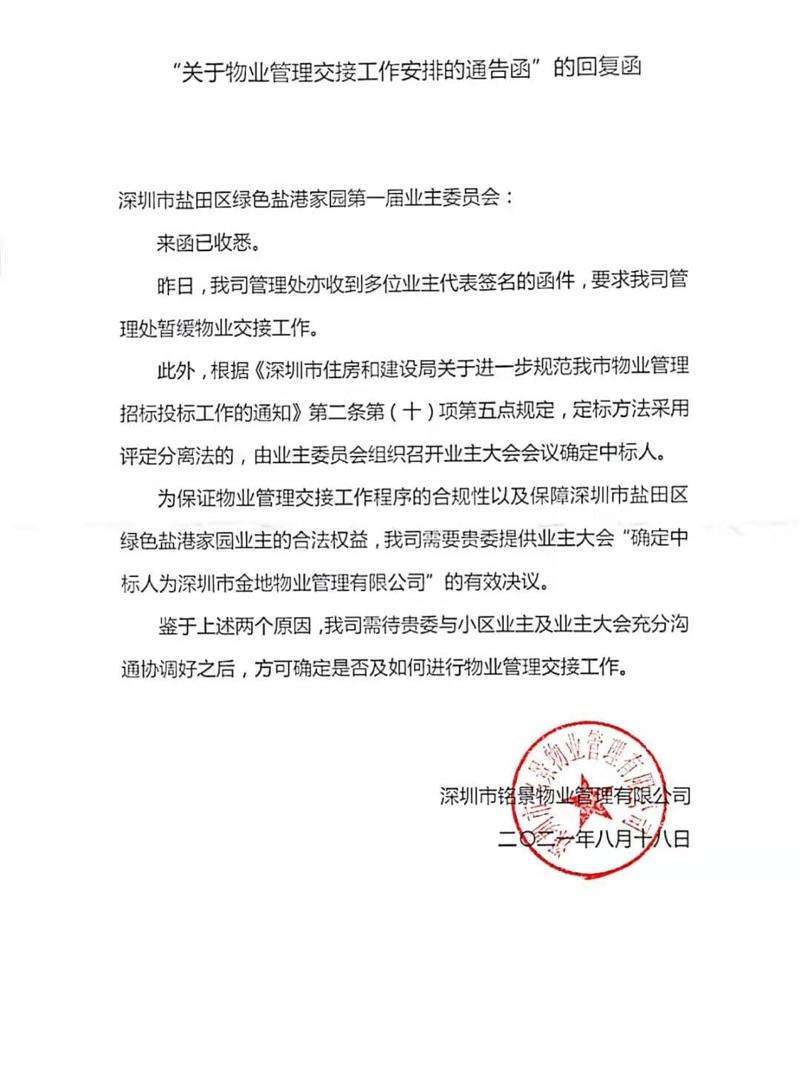 “关于物业管理交接工作安排的通告函”的回复函
深圳市盐田区绿色盐港家园第一届业主委员会：
来函已收悉。
昨日，我司管理处亦收到多位业主代表签名的函件，要求我司管
理处暂缓物业交接工作。
此外，根据《深圳市住房和建设局关于进一步规范我市物业管理
招标投标工作的通知》第二条第（十）项第五点规定，定标方法采用
评定分离法的，由业主委员会组织召开业主大会会议确定中标人。
为保证物业管理交接工作程序的合规性以及保障深圳市盐田区
绿色盐港家园业主的合法权益，我司需要贵委提供业主大会“确定中
标人为深圳市金地物业管理有限公司”的有效决议。
鉴于上述两个原因，我司需待贵委与小区业主及业主大会充分沟
通协调好之后，方可确定是否及如何进行物业管理交接工作。
深圳市铭景物业管理有限公司
二〇二一年八月十八日
深圳市铭景物业管理有限公司